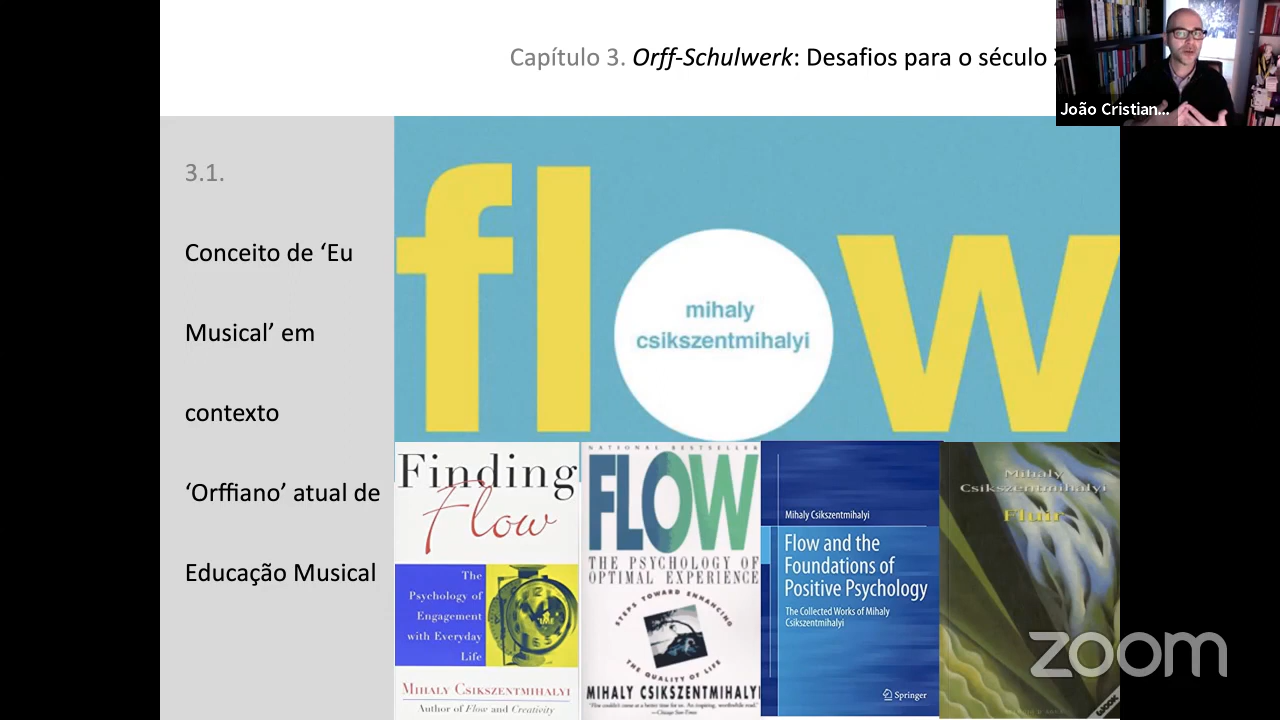 Capítulo 3. Orff-Schulwerk: Desafios para o século
João Cristian...
3.1.
Conceito de ‘Eu
Musical’ em
contexto
‘Orffiano’ atual de
Educação Musical
flow
mihaly
csikszentmihalyi
Finding
Flow
The
Psychology of
Engagement
with Everyday
Life
MIHALY CSIKSZENTMIHALYI
Author of Flow and Creativity
NATIONAL BESTSELLER
FLOW
THE PSYCHOLOGY OF
OPTIMAL EXPERIENCE
STEPS TOWARD ENHANCING
THE QUALITY OF LIFE
MIHALY CSIKSZENTMIHALYI
Mihaly Csikszentmihalyi
Flow and the
Foundations of
Positive Psychology
The Collected Works of Mihaly
Csikszentmihalyi
Springer
Mihaly
Csikszentmihalyi
Fluir
zoom